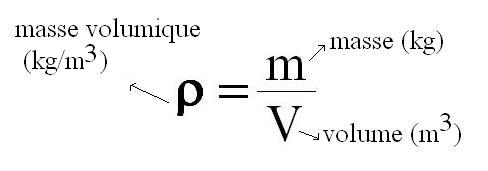 masse volumique
(kg/m³)
ρ = m/V
masse (kg)
volume (m³)